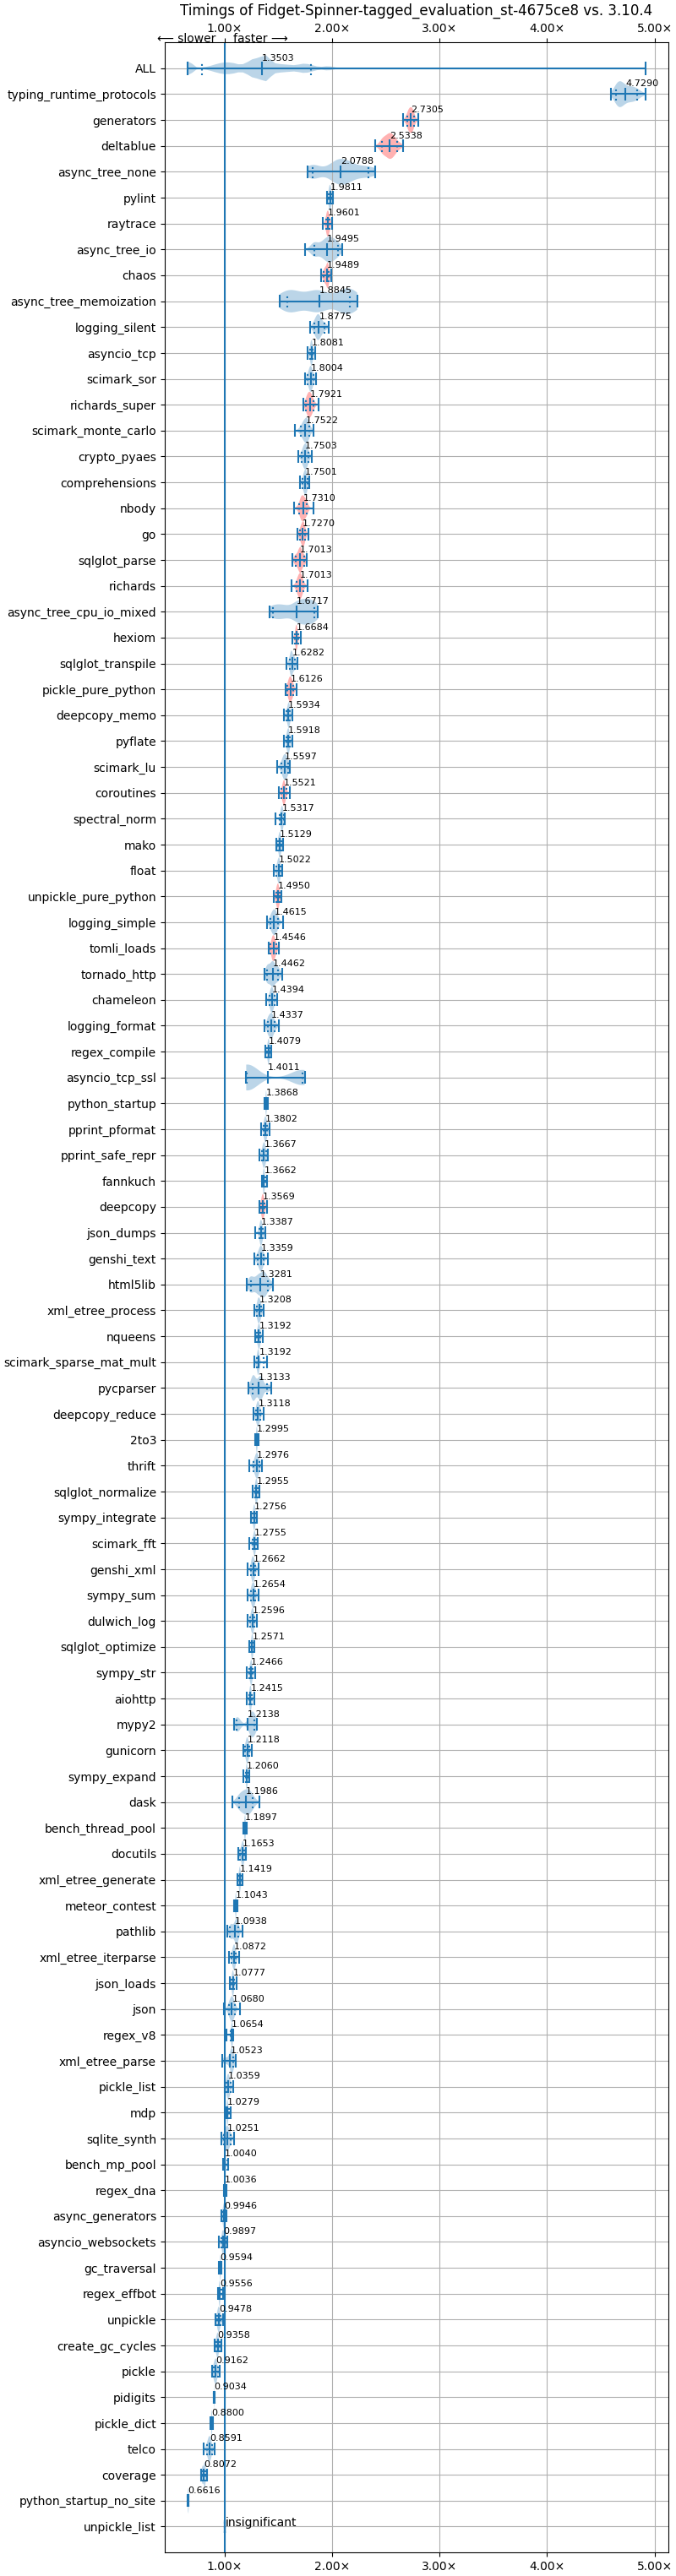 Timings of Fidget-Spinner-tagged_evaluation_st-4675ce8 vs. 3.10.4
⟵ slower faster ⟶
1.00× 2.00× 3.00× 4.00× 5.00×
ALL 1.3503
typing_runtime_protocols 4.7290
generators 2.7305
deltablue 2.5338
async_tree_none 2.0788
pylint 1.9811
raytrace 1.9601
async_tree_io 1.9495
chaos 1.9489
async_tree_memoization 1.8845
logging_silent 1.8775
asyncio_tcp 1.8081
scimark_sor 1.8004
richards_super 1.7921
scimark_monte_carlo 1.7522
crypto_pyaes 1.7503
comprehensions 1.7501
nbody 1.7310
go 1.7270
sqlglot_parse 1.7013
richards 1.7013
async_tree_cpu_io_mixed 1.6717
hexiom 1.6684
sqlglot_transpile 1.6282
pickle_pure_python 1.6126
deepcopy_memo 1.5934
pyflate 1.5918
scimark_lu 1.5597
coroutines 1.5521
spectral_norm 1.5317
mako 1.5129
float 1.5022
unpickle_pure_python 1.4950
logging_simple 1.4615
tomli_loads 1.4546
tornado_http 1.4462
chameleon 1.4394
logging_format 1.4337
regex_compile 1.4079
asyncio_tcp_ssl 1.4011
python_startup 1.3868
pprint_pformat 1.3802
pprint_safe_repr 1.3667
fannkuch 1.3662
deepcopy 1.3569
json_dumps 1.3387
genshi_text 1.3359
html5lib 1.3281
xml_etree_process 1.3208
nqueens 1.3192
scimark_sparse_mat_mult 1.3192
pycparser 1.3133
deepcopy_reduce 1.3118
2to3 1.2995
thrift 1.2976
sqlglot_normalize 1.2955
sympy_integrate 1.2756
scimark_fft 1.2755
genshi_xml 1.2662
sympy_sum 1.2654
dulwich_log 1.2596
sqlglot_optimize 1.2571
sympy_str 1.2466
aiohttp 1.2415
mypy2 1.2138
gunicorn 1.2118
sympy_expand 1.2060
dask 1.1986
bench_thread_pool 1.1897
docutils 1.1653
xml_etree_generate 1.1419
meteor_contest 1.1043
pathlib 1.0938
xml_etree_iterparse 1.0872
json_loads 1.0777
json 1.0680
regex_v8 1.0654
xml_etree_parse 1.0523
pickle_list 1.0359
mdp 1.0279
sqlite_synth 1.0251
bench_mp_pool 1.0040
regex_dna 1.0036
async_generators 0.9946
asyncio_websockets 0.9897
gc_traversal 0.9594
regex_effbot 0.9556
unpickle 0.9478
create_gc_cycles 0.9358
pickle 0.9162
pidigits 0.9034
pickle_dict 0.8800
telco 0.8591
coverage 0.8072
python_startup_no_site 0.6616
unpickle_list insignificant
1.00× 2.00× 3.00× 4.00× 5.00×